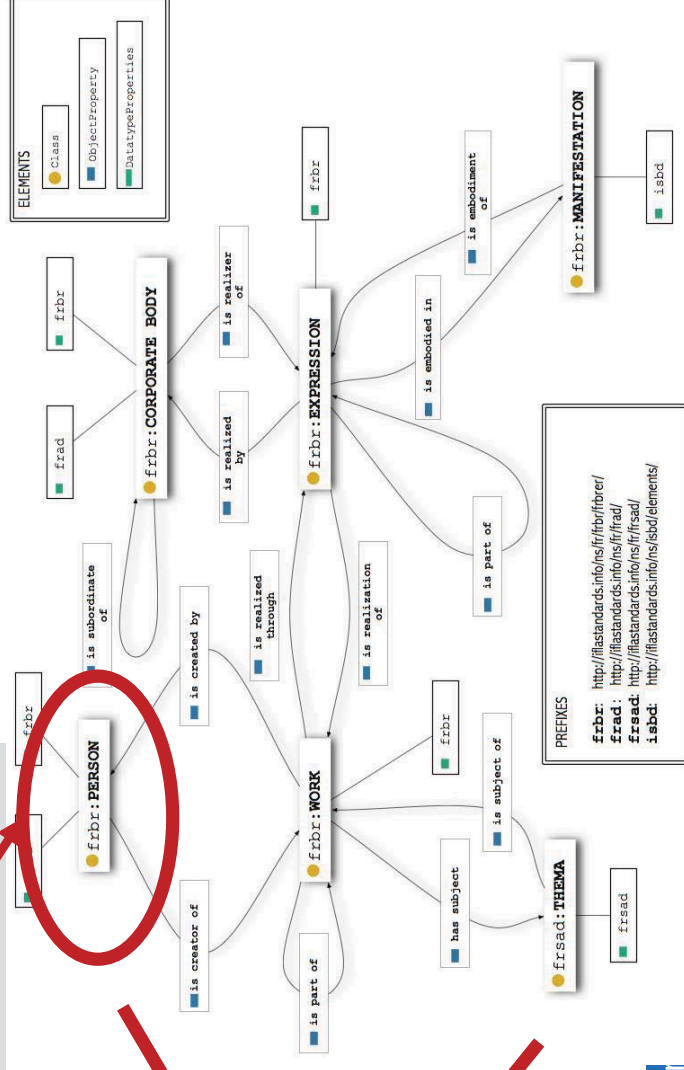 ELEMENTS
Class
ObjectProperty
DatatypeProperties
frbr
frad
frbr
frbr:PERSON
is subordinate
of
frbr:CORPORATE BODY
is creator of
is created by
is realized
by
is realizer
of
is realized
through
is part of
frbr:WORK
frbr:EXPRESSION
frbr
is realization
of
frbr
is embodied in
is embodiment
of
has subject
is subject of
is part of
frsad:THEMA
frbr:MANIFESTATION
frsad
isbd
PREFIXES
frbr: http://iflastandards.info/ns/fr/frbr/frbrer/
frad: http://iflastandards.info/ns/fr/frad/
frsad: http://iflastandards.info/ns/fr/frsad/
isbd: http://iflastandards.info/ns/isbd/elements/